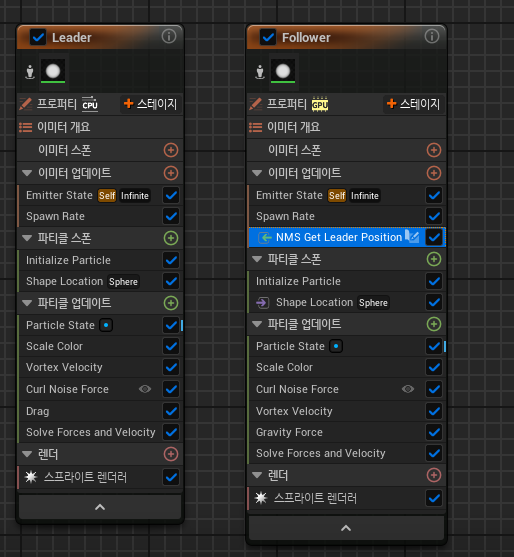 Leader
프로퍼티 CPU + 스테이지
이미터 개요
이미터 스폰
이미터 업데이트
Emitter State Self Infinite
Spawn Rate
파티클 스폰
Initialize Particle
Shape Location Sphere
파티클 업데이트
Particle State
Scale Color
Vortex Velocity
Curl Noise Force
Drag
Solve Forces and Velocity
렌더
스프라이트 렌더러
Follower
프로퍼티 GPU + 스테이지
이미터 개요
이미터 스폰
이미터 업데이트
Emitter State Self Infinite
Spawn Rate
NMS Get Leader Position
파티클 스폰
Initialize Particle
Shape Location Sphere
파티클 업데이트
Particle State
Scale Color
Curl Noise Force
Vortex Velocity
Gravity Force
Solve Forces and Velocity
렌더
스프라이트 렌더러